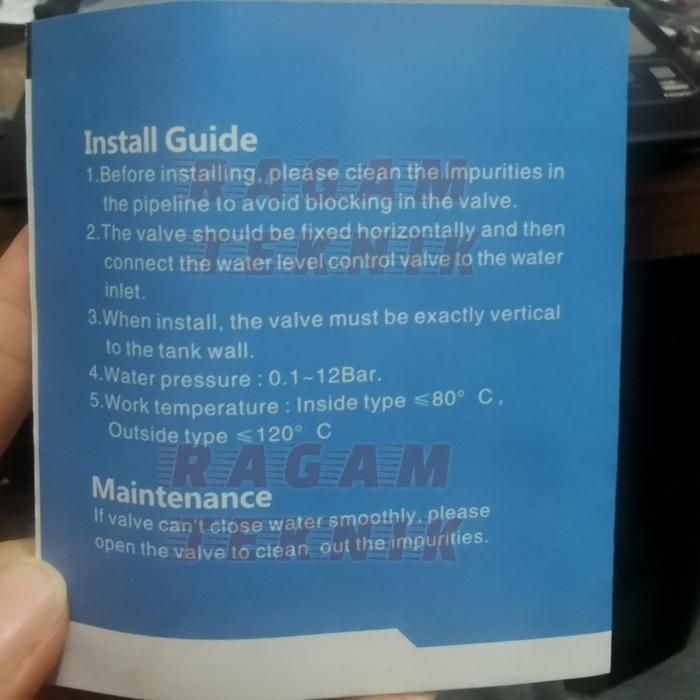 Install Guide
1.Before installing, please clean the impurities in
the pipeline to avoid blocking in the valve.
2.The valve should be fixed horizontally and then
connect the water level control valve to the water
inlet.
3.When install, the valve must be exactly vertical
to the tank wall.
4.Water pressure : 0.1~12Bar.
5.Work temperature : Inside type ≤80° C,
Outside type ≤120° C
Maintenance
If valve can't close water smoothly, please
open the valve to clean out the impurities.
RAGAM
TEKNIK
RAGAM
TEKNIK